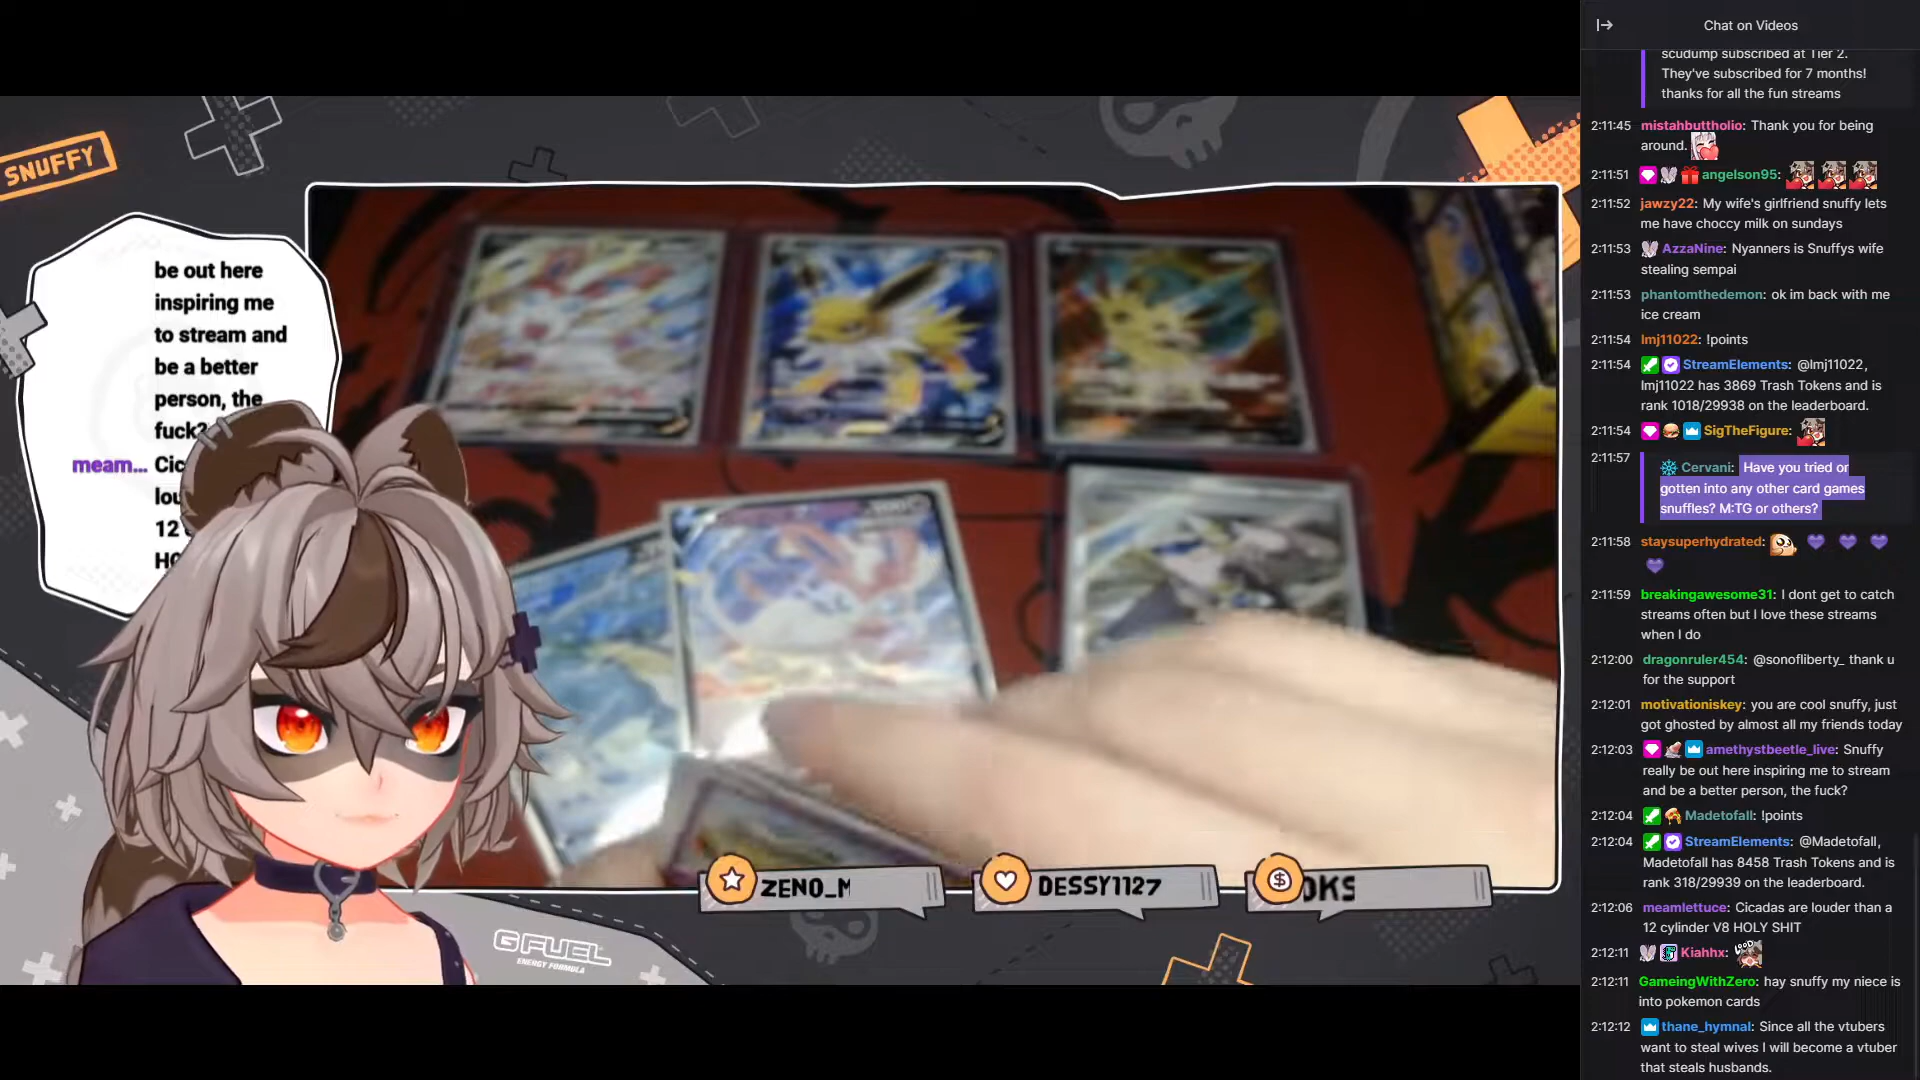 SNUFFY
be out here
inspiring me
to stream and
be a better
person, the
fuck?
meam... Cic
lou
12
HO
ZENO_M
DESSY1127
OKS
G FUEL
ENERGY FORMULA
Chat on Videos
scudump subscribed at Tier 2.
They've subscribed for 7 months!
thanks for all the fun streams
2:11:45 mistahbuttholio: Thank you for being
around.
2:11:51 angelson95:
2:11:52 jawzy22: My wife's girlfriend snuffy lets
me have choccy milk on sundays
2:11:53 AzzaNine: Nyanners is Snuffys wife
stealing sempai
2:11:53 phantomthedemon: ok im back with me
ice cream
2:11:54 lmj11022: !points
2:11:54 StreamElements: @lmj11022,
lmj11022 has 3869 Trash Tokens and is
rank 1018/29938 on the leaderboard.
2:11:54 SigTheFigure:
2:11:57 Cervani: Have you tried or
gotten into any other card games
snuffles? M:TG or others?
2:11:58 staysuperhydrated:
2:11:59 breakingawesome31: I dont get to catch
streams often but I love these streams
when I do
2:12:00 dragonruler454: @sonofliberty_ thank u
for the support
2:12:01 motivationiskey: you are cool snuffy, just
got ghosted by almost all my friends today
2:12:03 amethystbeetle_live: Snuffy
really be out here inspiring me to stream
and be a better person, the fuck?
2:12:04 Madetofall: !points
2:12:04 StreamElements: @Madetofall,
Madetofall has 8458 Trash Tokens and is
rank 318/29939 on the leaderboard.
2:12:06 meamlettuce: Cicadas are louder than a
12 cylinder V8 HOLY SHIT
2:12:11 Kiahhx:
2:12:11 GameingWithZero: hay snuffy my niece is
into pokemon cards
2:12:12 thane_hymnal: Since all the vtubers
want to steal wives I will become a vtuber
that steals husbands.